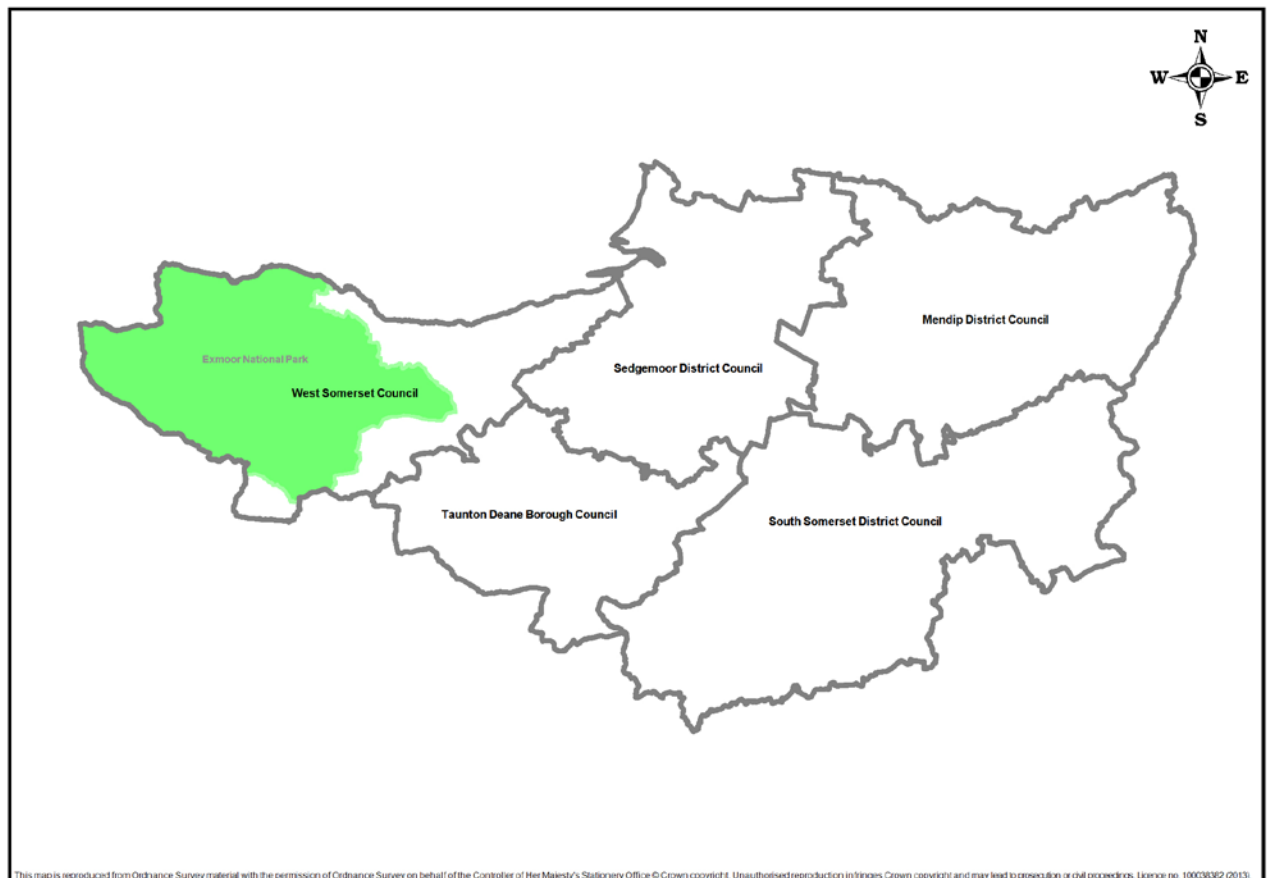 N
W E
S
Mendip District Council
Exmoor National Park
Sedgemoor District Council
West Somerset Council
Taunton Deane Borough Council
South Somerset District Council
This map is reproduced from Ordnance Survey material with the permission of Ordnance Survey on behalf of the Controller of Her Majesty's Stationery Office © Crown copyright. Unauthorised reproduction infringes Crown copyright and may lead to prosecution or civil proceedings. Licence no. 100038382 (2013).